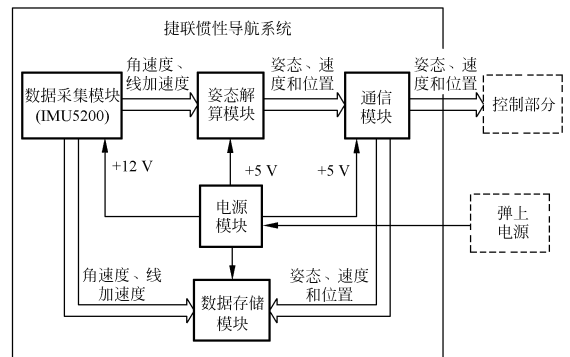 捷联惯性导航系统
角速度、
线加速度
姿态、速
度和位置
姿态、速
度和位置
数据采集模块
(IMU5200)
姿态解
算模块
通信
模块
控制部分
+12 V
+5 V
+5 V
电源
模块
弹上
电源
角速度、线
加速度
姿态、速度
和位置
数据存储
模块